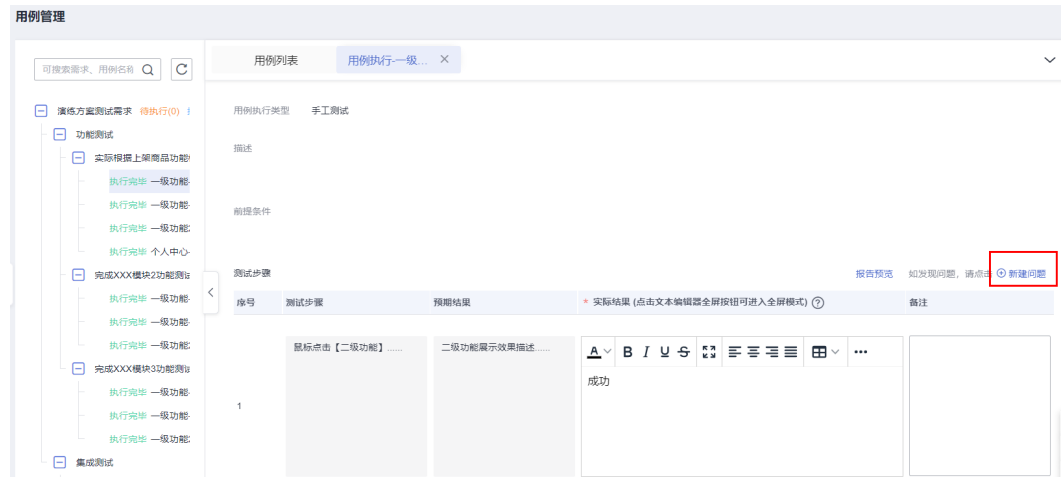 用例管理
可搜索需求、用例名称
用例列表
用例执行-一级...
演练方案测试需求 待执行(0)
功能测试
实际根据上架商品功能
执行完毕 一级功能-
执行完毕 一级功能-
执行完毕 一级功能2
执行完毕 个人中心-
完成XXX模块2功能测试
执行完毕 一级功能-
执行完毕 一级功能-
执行完毕 一级功能2
完成XXX模块3功能测试
执行完毕 一级功能-
执行完毕 一级功能-
执行完毕 一级功能2
集成测试
用例执行类型 手工测试
描述
前提条件
测试步骤
报告预览 如发现问题，请点击 新建问题
序号 测试步骤 预期结果 * 实际结果 (点击文本编辑器全屏按钮可进入全屏模式) 备注
1
鼠标点击【二级功能】......
二级功能展示效果描述......
A B I U S
成功